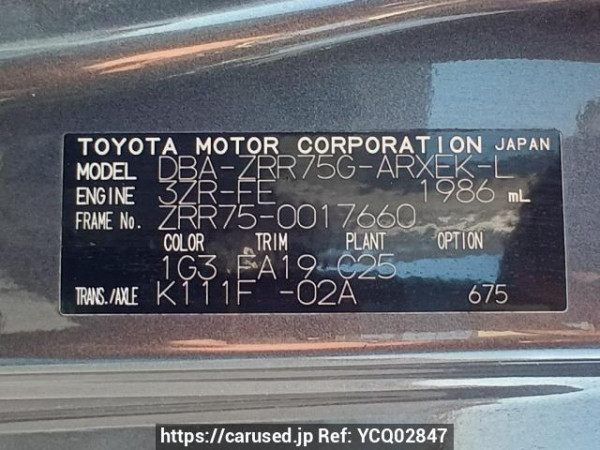 TOYOTA MOTOR CORPORATION JAPAN
MODEL DBA-ZRR75G-ARXEK-L
ENGINE 3ZR-FE 1986 mL
FRAME No. ZRR75-0017660
COLOR TRIM PLANT OPTION
1G3 FA19 C25
TRANS./AXLE K111F -02A 675
https://carused.jp Ref: YCQ02847